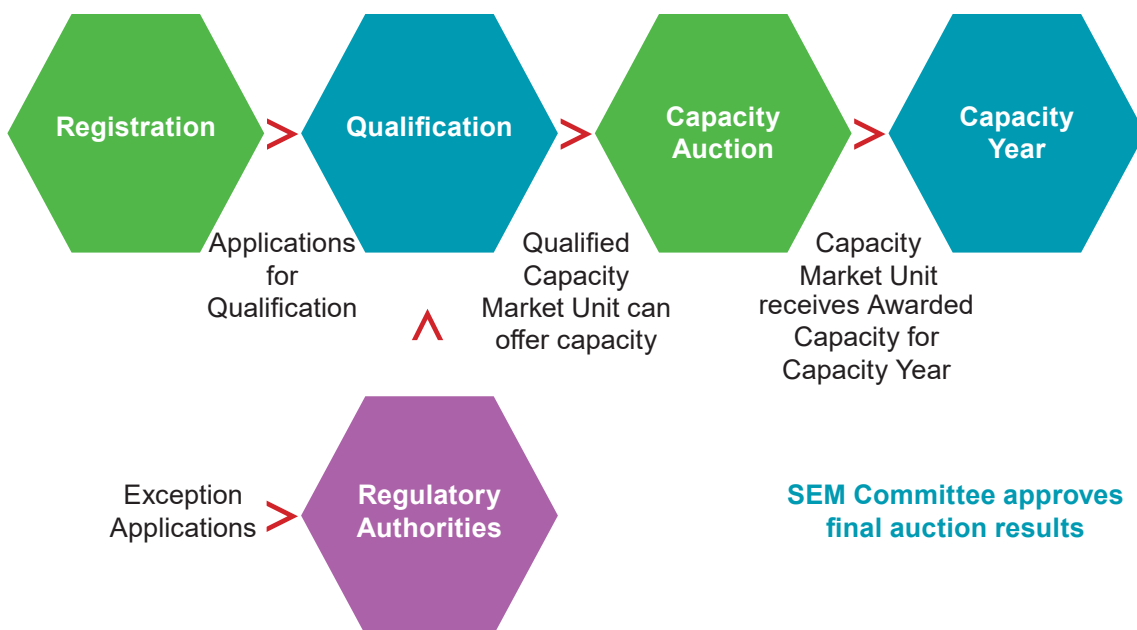 Registration
>
Qualification
>
Capacity
Auction
>
Capacity
Year
Applications
for
Qualification
Qualified
Capacity
Market Unit can
offer capacity
Capacity
Market Unit
receives Awarded
Capacity for
Capacity Year
Exception
Applications
>
Regulatory
Authorities
SEM Committee approves
final auction results